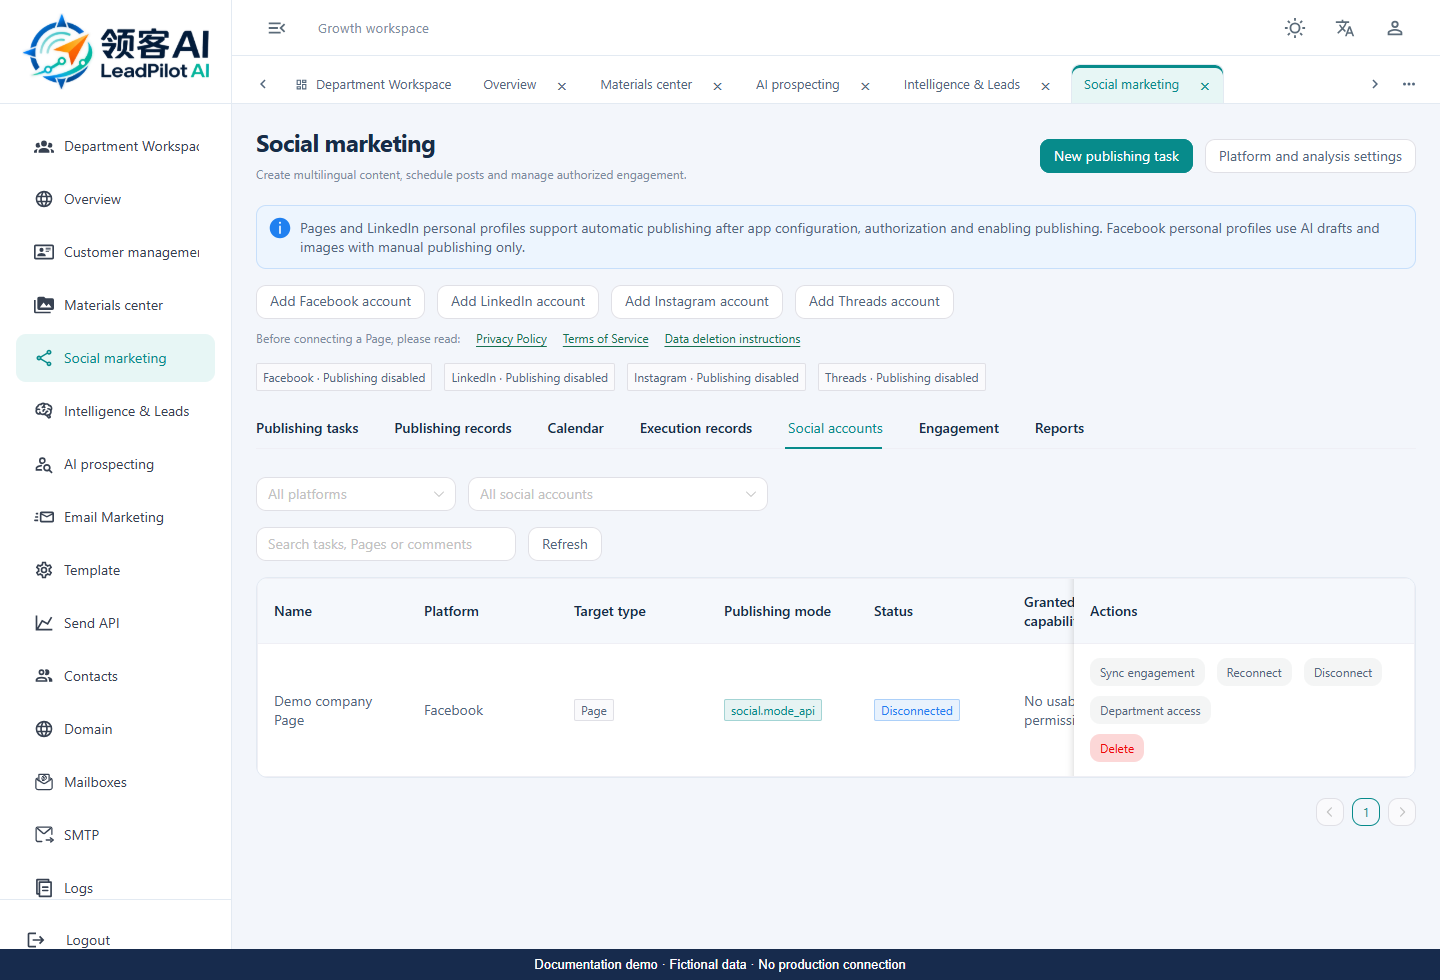 领客AI
LeadPilot AI
Growth workspace
Department Workspace
Overview
Materials center
AI prospecting
Intelligence & Leads
Social marketing
Department Workspac
Overview
Customer managemen
Materials center
Social marketing
Intelligence & Leads
AI prospecting
Email Marketing
Template
Send API
Contacts
Domain
Mailboxes
SMTP
Logs
Logout
Social marketing
Create multilingual content, schedule posts and manage authorized engagement.
New publishing task
Platform and analysis settings
Pages and LinkedIn personal profiles support automatic publishing after app configuration, authorization and enabling publishing. Facebook personal profiles use AI drafts and
images with manual publishing only.
Add Facebook account
Add LinkedIn account
Add Instagram account
Add Threads account
Before connecting a Page, please read: Privacy Policy Terms of Service Data deletion instructions
Facebook · Publishing disabled
LinkedIn · Publishing disabled
Instagram · Publishing disabled
Threads · Publishing disabled
Publishing tasks
Publishing records
Calendar
Execution records
Social accounts
Engagement
Reports
All platforms
All social accounts
Search tasks, Pages or comments
Refresh
Name
Platform
Target type
Publishing mode
Status
Granted
capabili
Actions
Demo company
Page
Facebook
Page
social.mode_api
Disconnected
No usab
permissi
Sync engagement
Reconnect
Disconnect
Department access
Delete
1
Documentation demo · Fictional data · No production connection